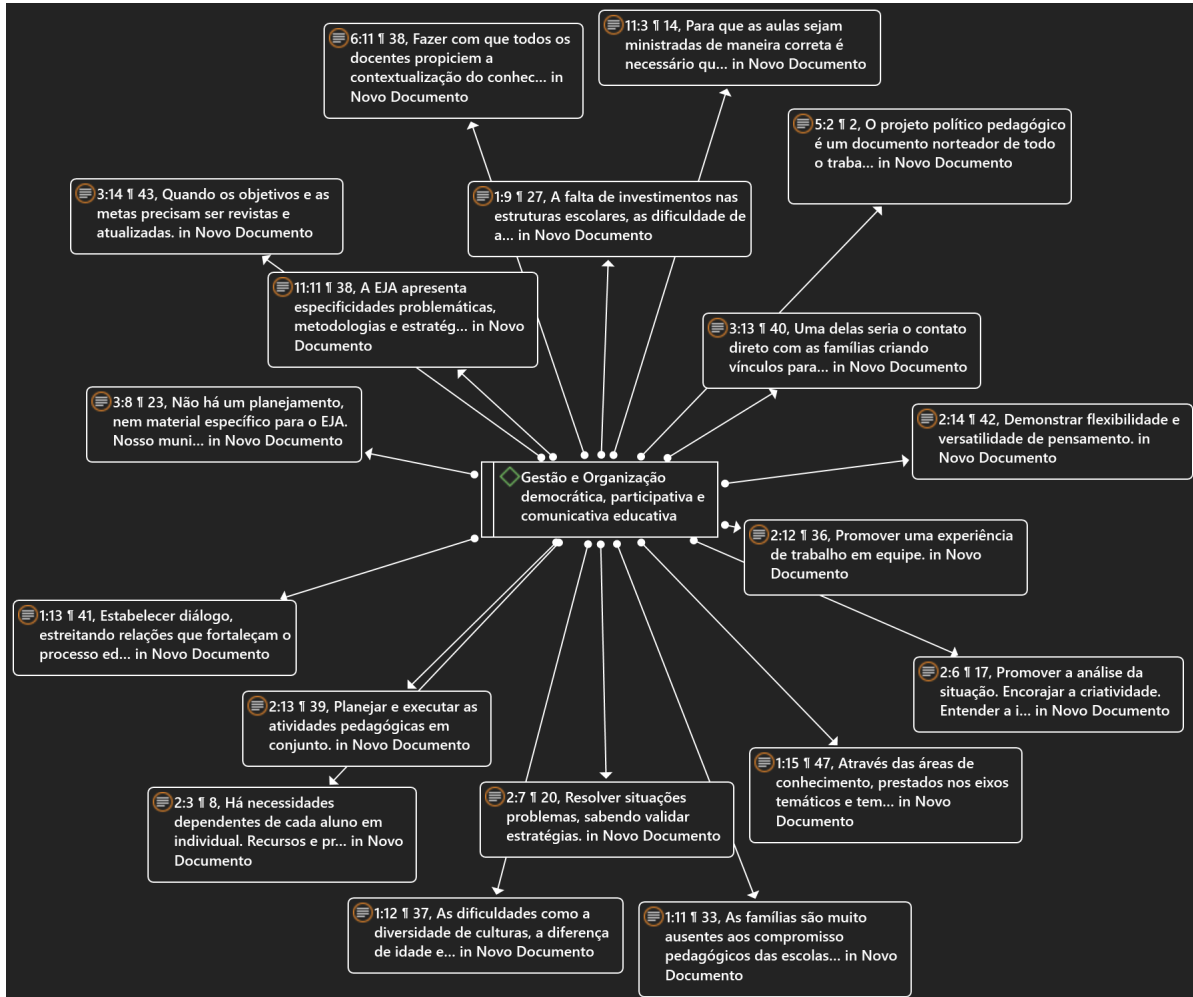 6:11 ¶ 38, Fazer com que todos os
docentes propiciem a
contextualização do conhec... in
Novo Documento
11:3 ¶ 14, Para que as aulas sejam
ministradas de maneira correta é
necessário qu... in Novo Documento
5:2 ¶ 2, O projeto político pedagógico
é um documento norteador de todo
o traba... in Novo Documento
3:14 ¶ 43, Quando os objetivos e as
metas precisam ser revistas e
atualizadas. in Novo Documento
1:9 ¶ 27, A falta de investimentos nas
estruturas escolares, as dificuldade de
a... in Novo Documento
11:11 ¶ 38, A EJA apresenta
especificidades problemáticas,
metodologias e estratég... in Novo
Documento
3:13 ¶ 40, Uma delas seria o contato
direto com as famílias criando
vínculos para... in Novo Documento
3:8 ¶ 23, Não há um planejamento,
nem material específico para o EJA.
Nosso muni... in Novo Documento
2:14 ¶ 42, Demonstrar flexibilidade e
versatilidade de pensamento. in
Novo Documento
Gestão e Organização
democrática, participativa e
comunicativa educativa
2:12 ¶ 36, Promover uma experiência
de trabalho em equipe. in Novo
Documento
1:13 ¶ 41, Estabelecer diálogo,
estreitando relações que fortaleçam o
processo ed... in Novo Documento
2:6 ¶ 17, Promover a análise da
situação. Encorajar a criatividade.
Entender a i... in Novo Documento
2:13 ¶ 39, Planejar e executar as
atividades pedagógicas em
conjunto. in Novo Documento
1:15 ¶ 47, Através das áreas de
conhecimento, prestados nos eixos
temáticos e tem... in Novo
Documento
2:3 ¶ 8, Há necessidades
dependentes de cada aluno em
individual. Recursos e pr... in Novo
Documento
2:7 ¶ 20, Resolver situações
problemas, sabendo validar
estratégias. in Novo Documento
1:12 ¶ 37, As dificuldades como a
diversidade de culturas, a diferença
de idade e... in Novo Documento
1:11 ¶ 33, As famílias são muito
ausentes aos compromisso
pedagógicos das escolas... in Novo
Documento